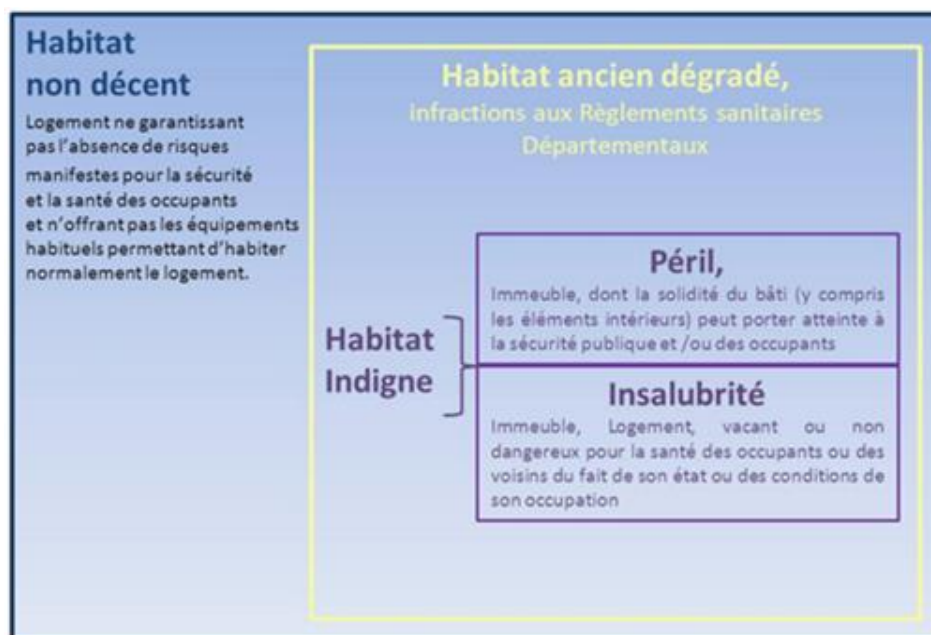 Habitat
non décent
Logement ne garantissant
pas l'absence de risques
manifestes pour la sécurité
et la santé des occupants
et n'offrant pas les équipements
habituels permettant d'habiter
normalement le logement.
Habitat ancien dégradé,
infractions aux Règlements sanitaires
Départementaux
Habitat
Indigne
Péril,
Immeuble, dont la solidité du bâti (y compris
les éléments intérieurs) peut porter atteinte à
la sécurité publique et /ou des occupants
Insalubrité
Immeuble, Logement, vacant ou non
dangereux pour la santé des occupants ou des
voisins du fait de son état ou des conditions de
son occupation